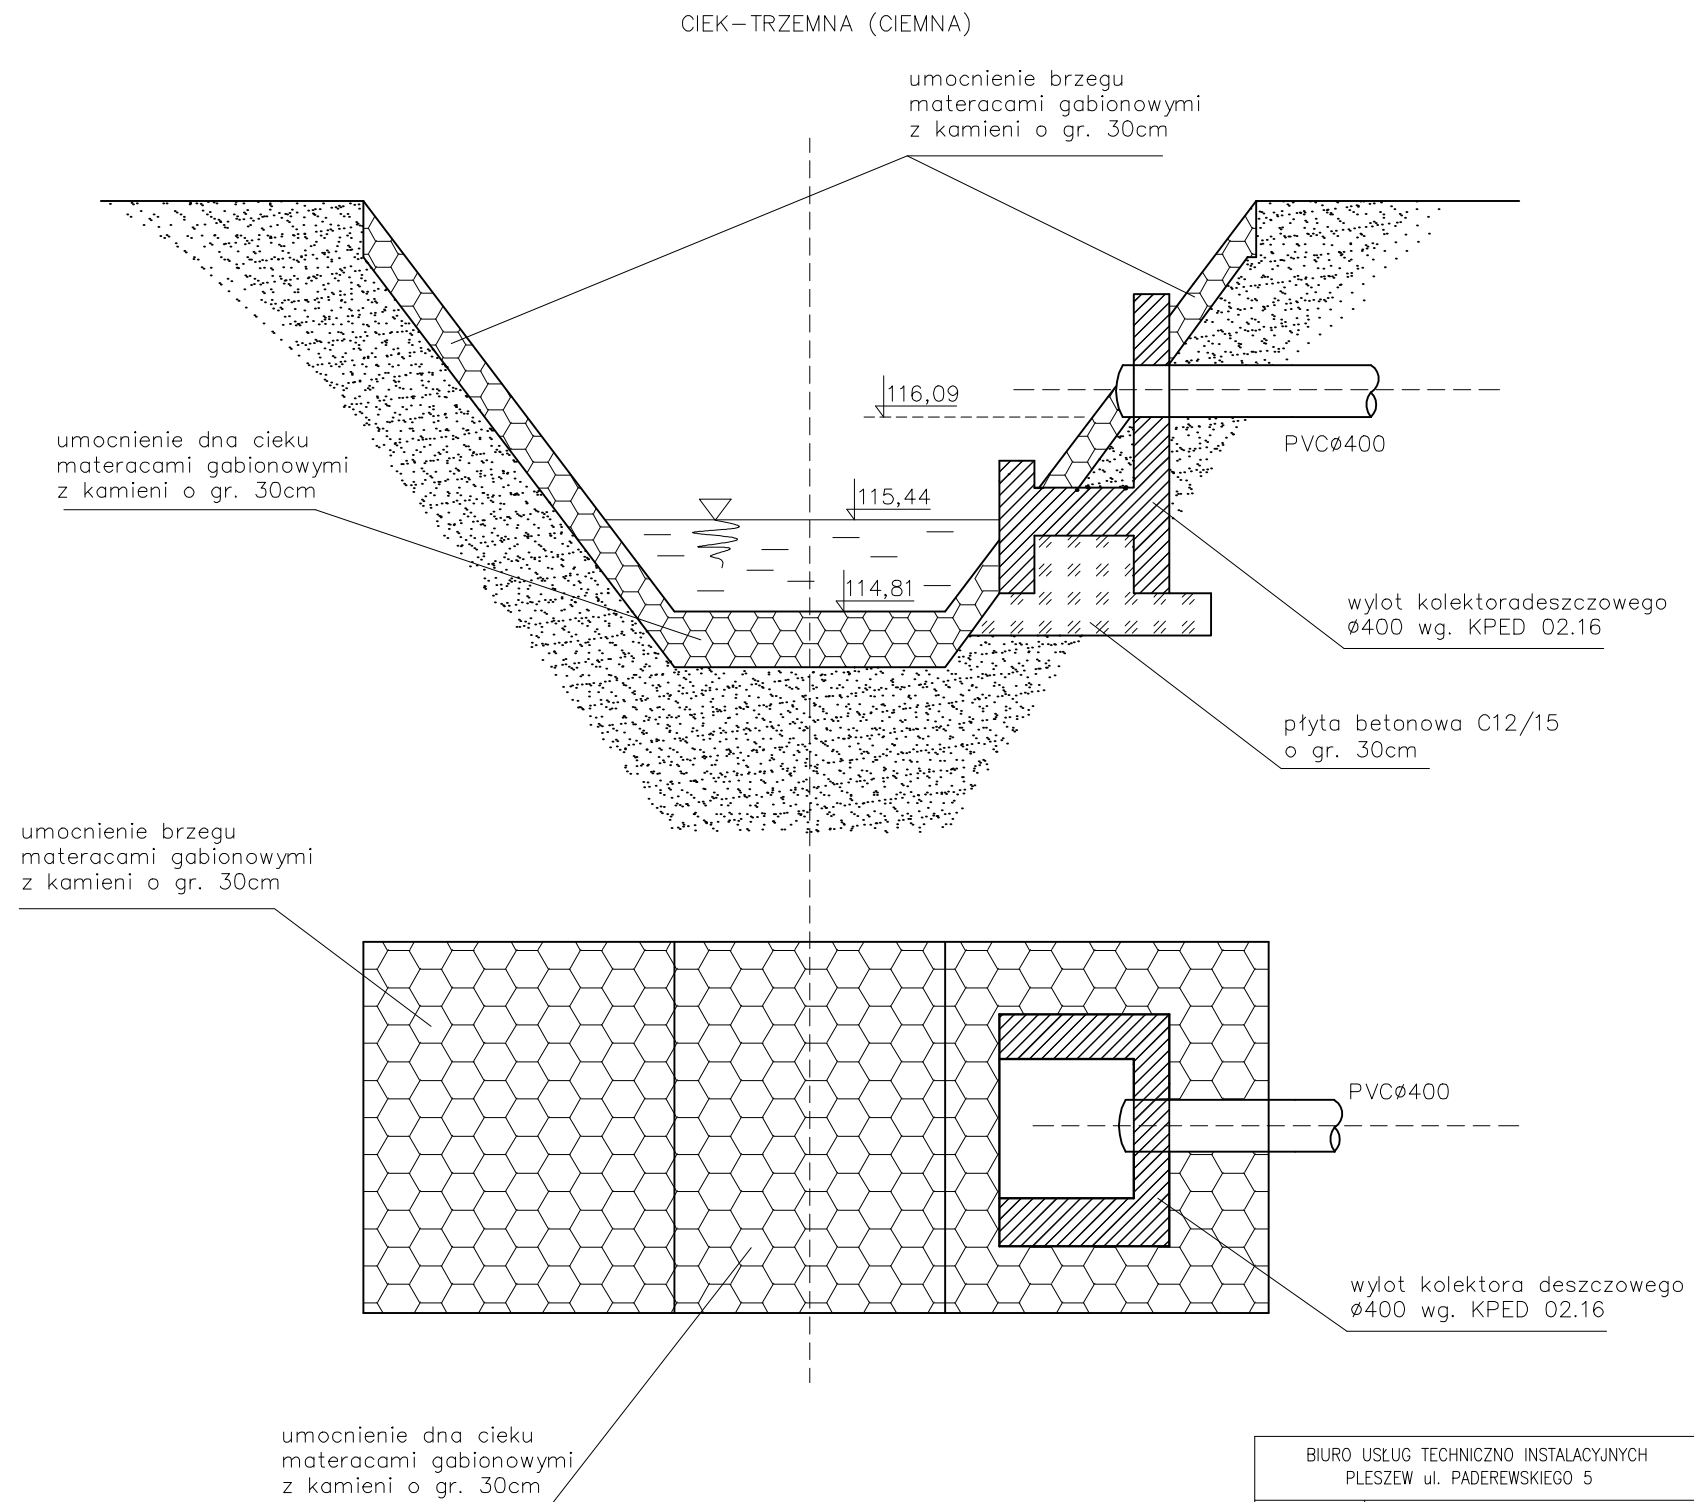 CIEK-TRZEMNA (CIEMNA)
umocnienie brzegu
materacami gabionowymi
z kamieni o gr. 30cm
116,09
PVCø400
umocnienie dna cieku
materacami gabionowymi
z kamieni o gr. 30cm
115,44
114,81
wylot kolektoradeszczowego
ø400 wg. KPED 02.16
płyta betonowa C12/15
o gr. 30cm
umocnienie brzegu
materacami gabionowymi
z kamieni o gr. 30cm
PVCø400
wylot kolektora deszczowego
ø400 wg. KPED 02.16
umocnienie dna cieku
materacami gabionowymi
z kamieni o gr. 30cm
BIURO USŁUG TECHNICZNO INSTALACYJNYCH
PLESZEW ul. PADEREWSKIEGO 5